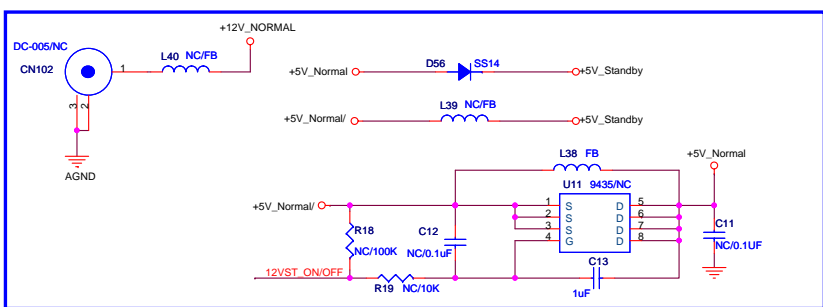 +12V_NORMAL
DC-005/NC
L40 NC/FB
CN102
1
3
2
AGND
D56 SS14
+5V_Normal
+5V_Standby
L39 NC/FB
+5V_Normal/
+5V_Standby
L38 FB
+5V_Normal
U11 9435/NC
+5V_Normal/
1 S D 5
2 S D 6
3 S D 7
4 G D 8
R18
NC/100K
C12
NC/0.1uF
C11
NC/0.1UF
12VST_ON/OFF
R19
NC/10K
C13
1uF